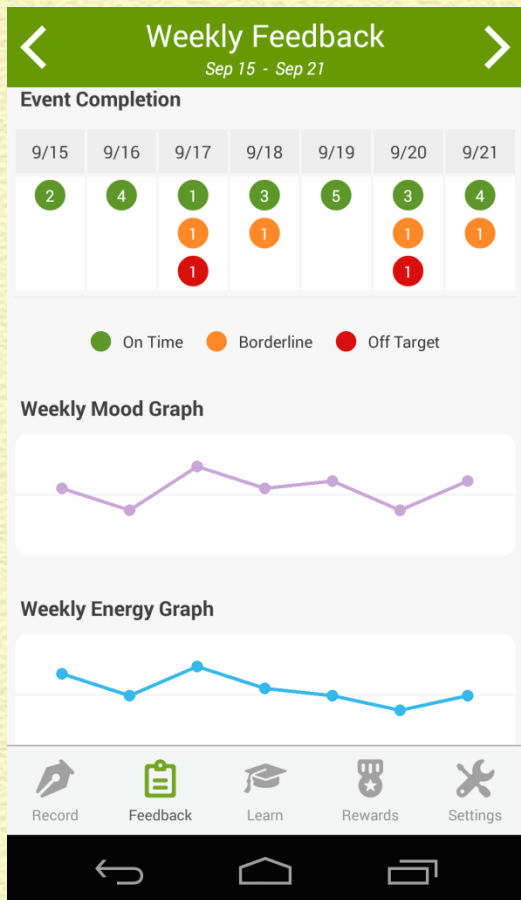 Weekly Feedback
Sep 15 - Sep 21
Event Completion
9/15 9/16 9/17 9/18 9/19 9/20 9/21
2 4 1 3 5 3 4
1 1 1 1
1 1
On Time Borderline Off Target
Weekly Mood Graph
Weekly Energy Graph
Record Feedback Learn Rewards Settings